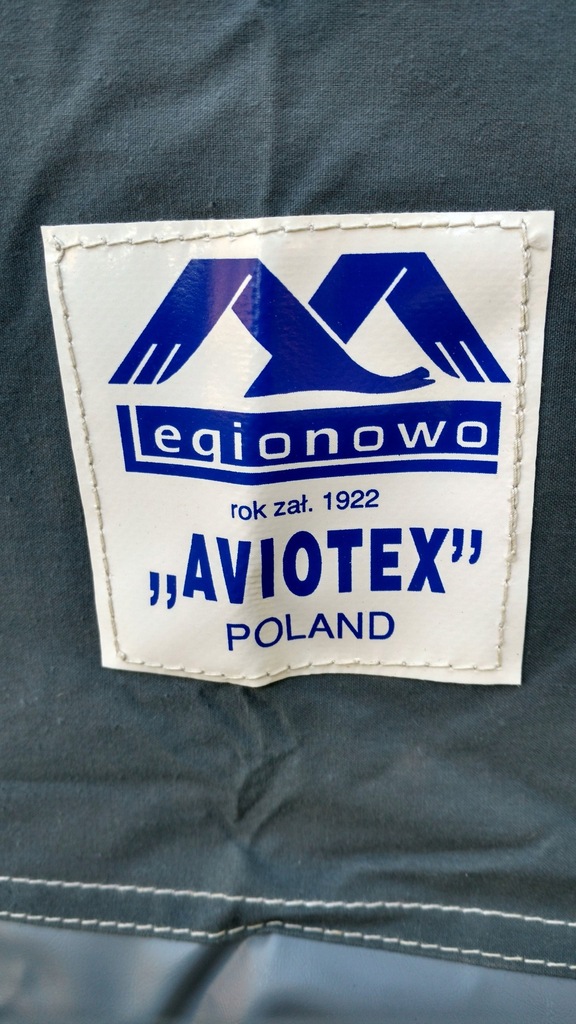 Legionowo
rok zał. 1922
„AVIOTEX”
POLAND